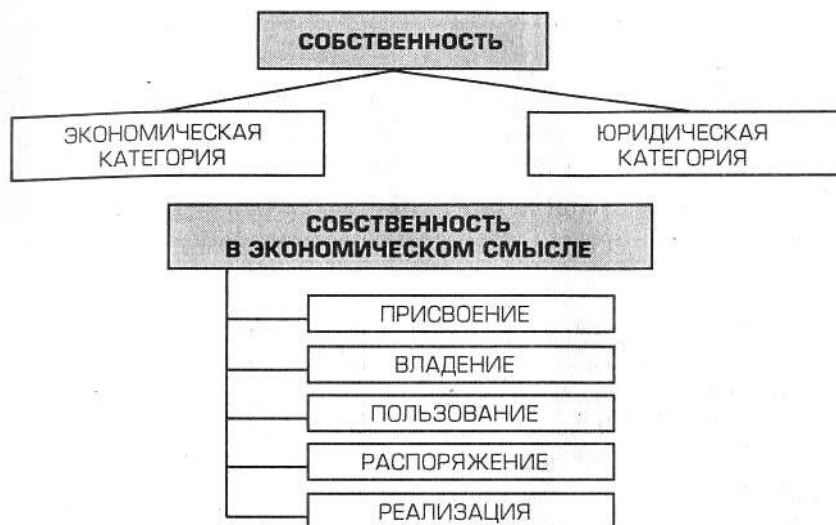 СОБСТВЕННОСТЬ
ЭКОНОМИЧЕСКАЯ
КАТЕГОРИЯ
ЮРИДИЧЕСКАЯ
КАТЕГОРИЯ
СОБСТВЕННОСТЬ
В ЭКОНОМИЧЕСКОМ СМЫСЛЕ
ПРИСВОЕНИЕ
ВЛАДЕНИЕ
ПОЛЬЗОВАНИЕ
РАСПОРЯЖЕНИЕ
РЕАЛИЗАЦИЯ